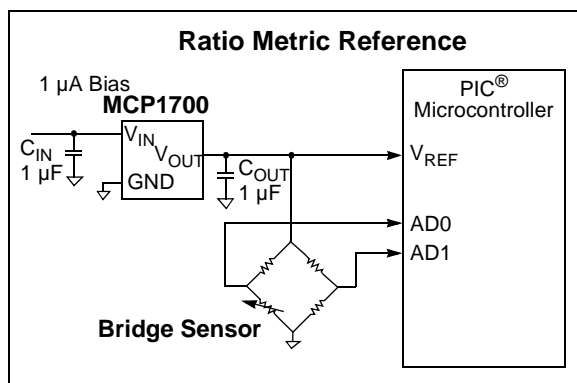 Ratio Metric Reference
1 µA Bias
MCP1700
PIC®
Microcontroller
VIN
VOUT
GND
CIN
1 µF
COUT
1 µF
VREF
AD0
AD1
Bridge Sensor